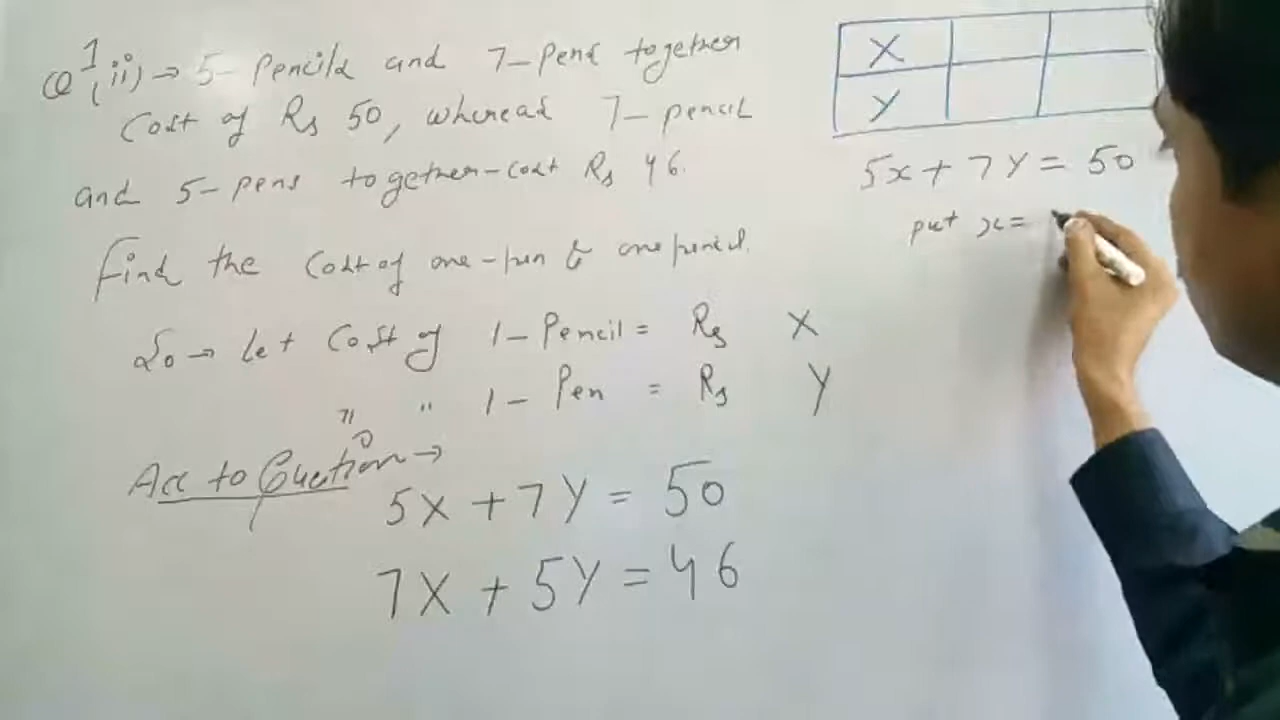 Q1 (ii) → 5-Pencils and 7-Pens together
Cost of Rs 50, whereas 7-pencil
and 5-pens together-cost Rs 46.
Find the Cost of one-pen & one pencil.
So → Let Cost of 1-Pencil = Rs X
" " 1-Pen = Rs Y
Acc to Question →
5X + 7Y = 50
7X + 5Y = 46
X
Y
5x + 7Y = 50
put x =